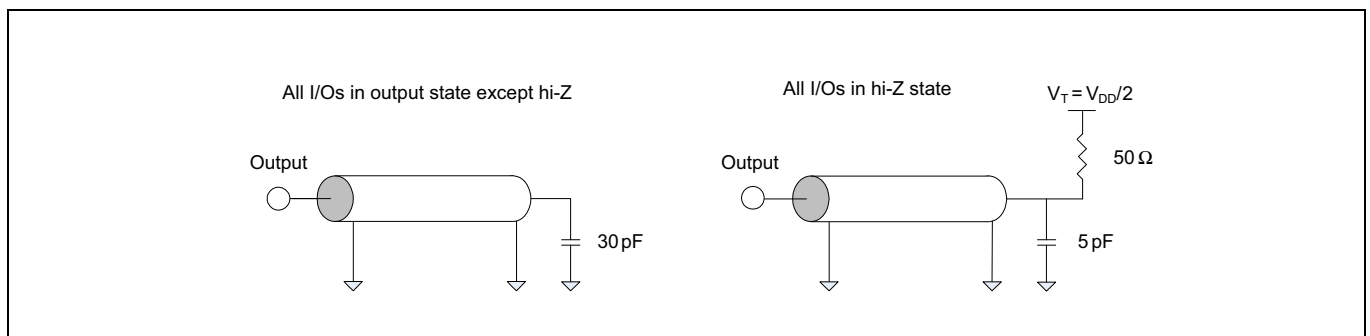 All I/Os in output state except hi-Z
Output
30 pF
All I/Os in hi-Z state
V_T = V_DD/2
Output
50 Ω
5 pF